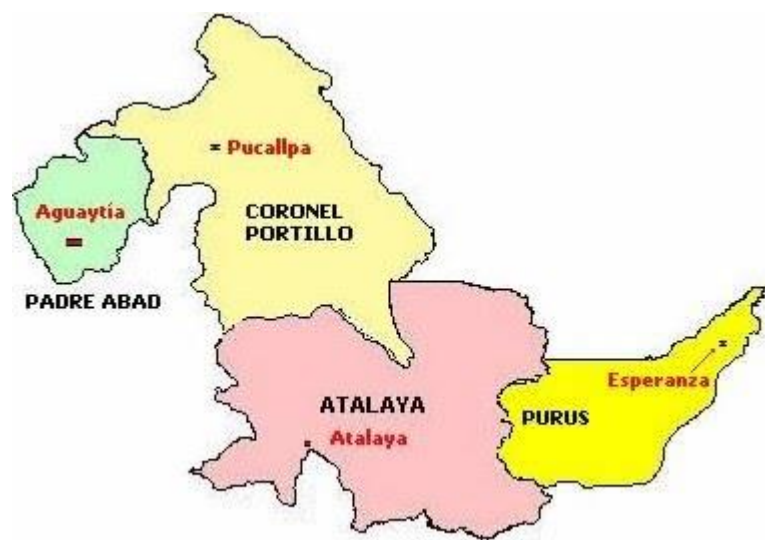 Pucallpa
Aguaytía
CORONEL
PORTILLO
PADRE ABAD
Esperanza
ATALAYA
PURUS
Atalaya